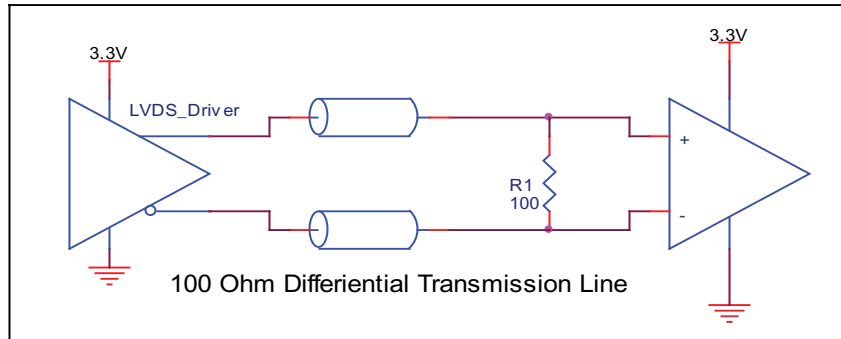 3.3V
3.3V
LVDS_Driver
+
R1
100
-
100 Ohm Differiential Transmission Line